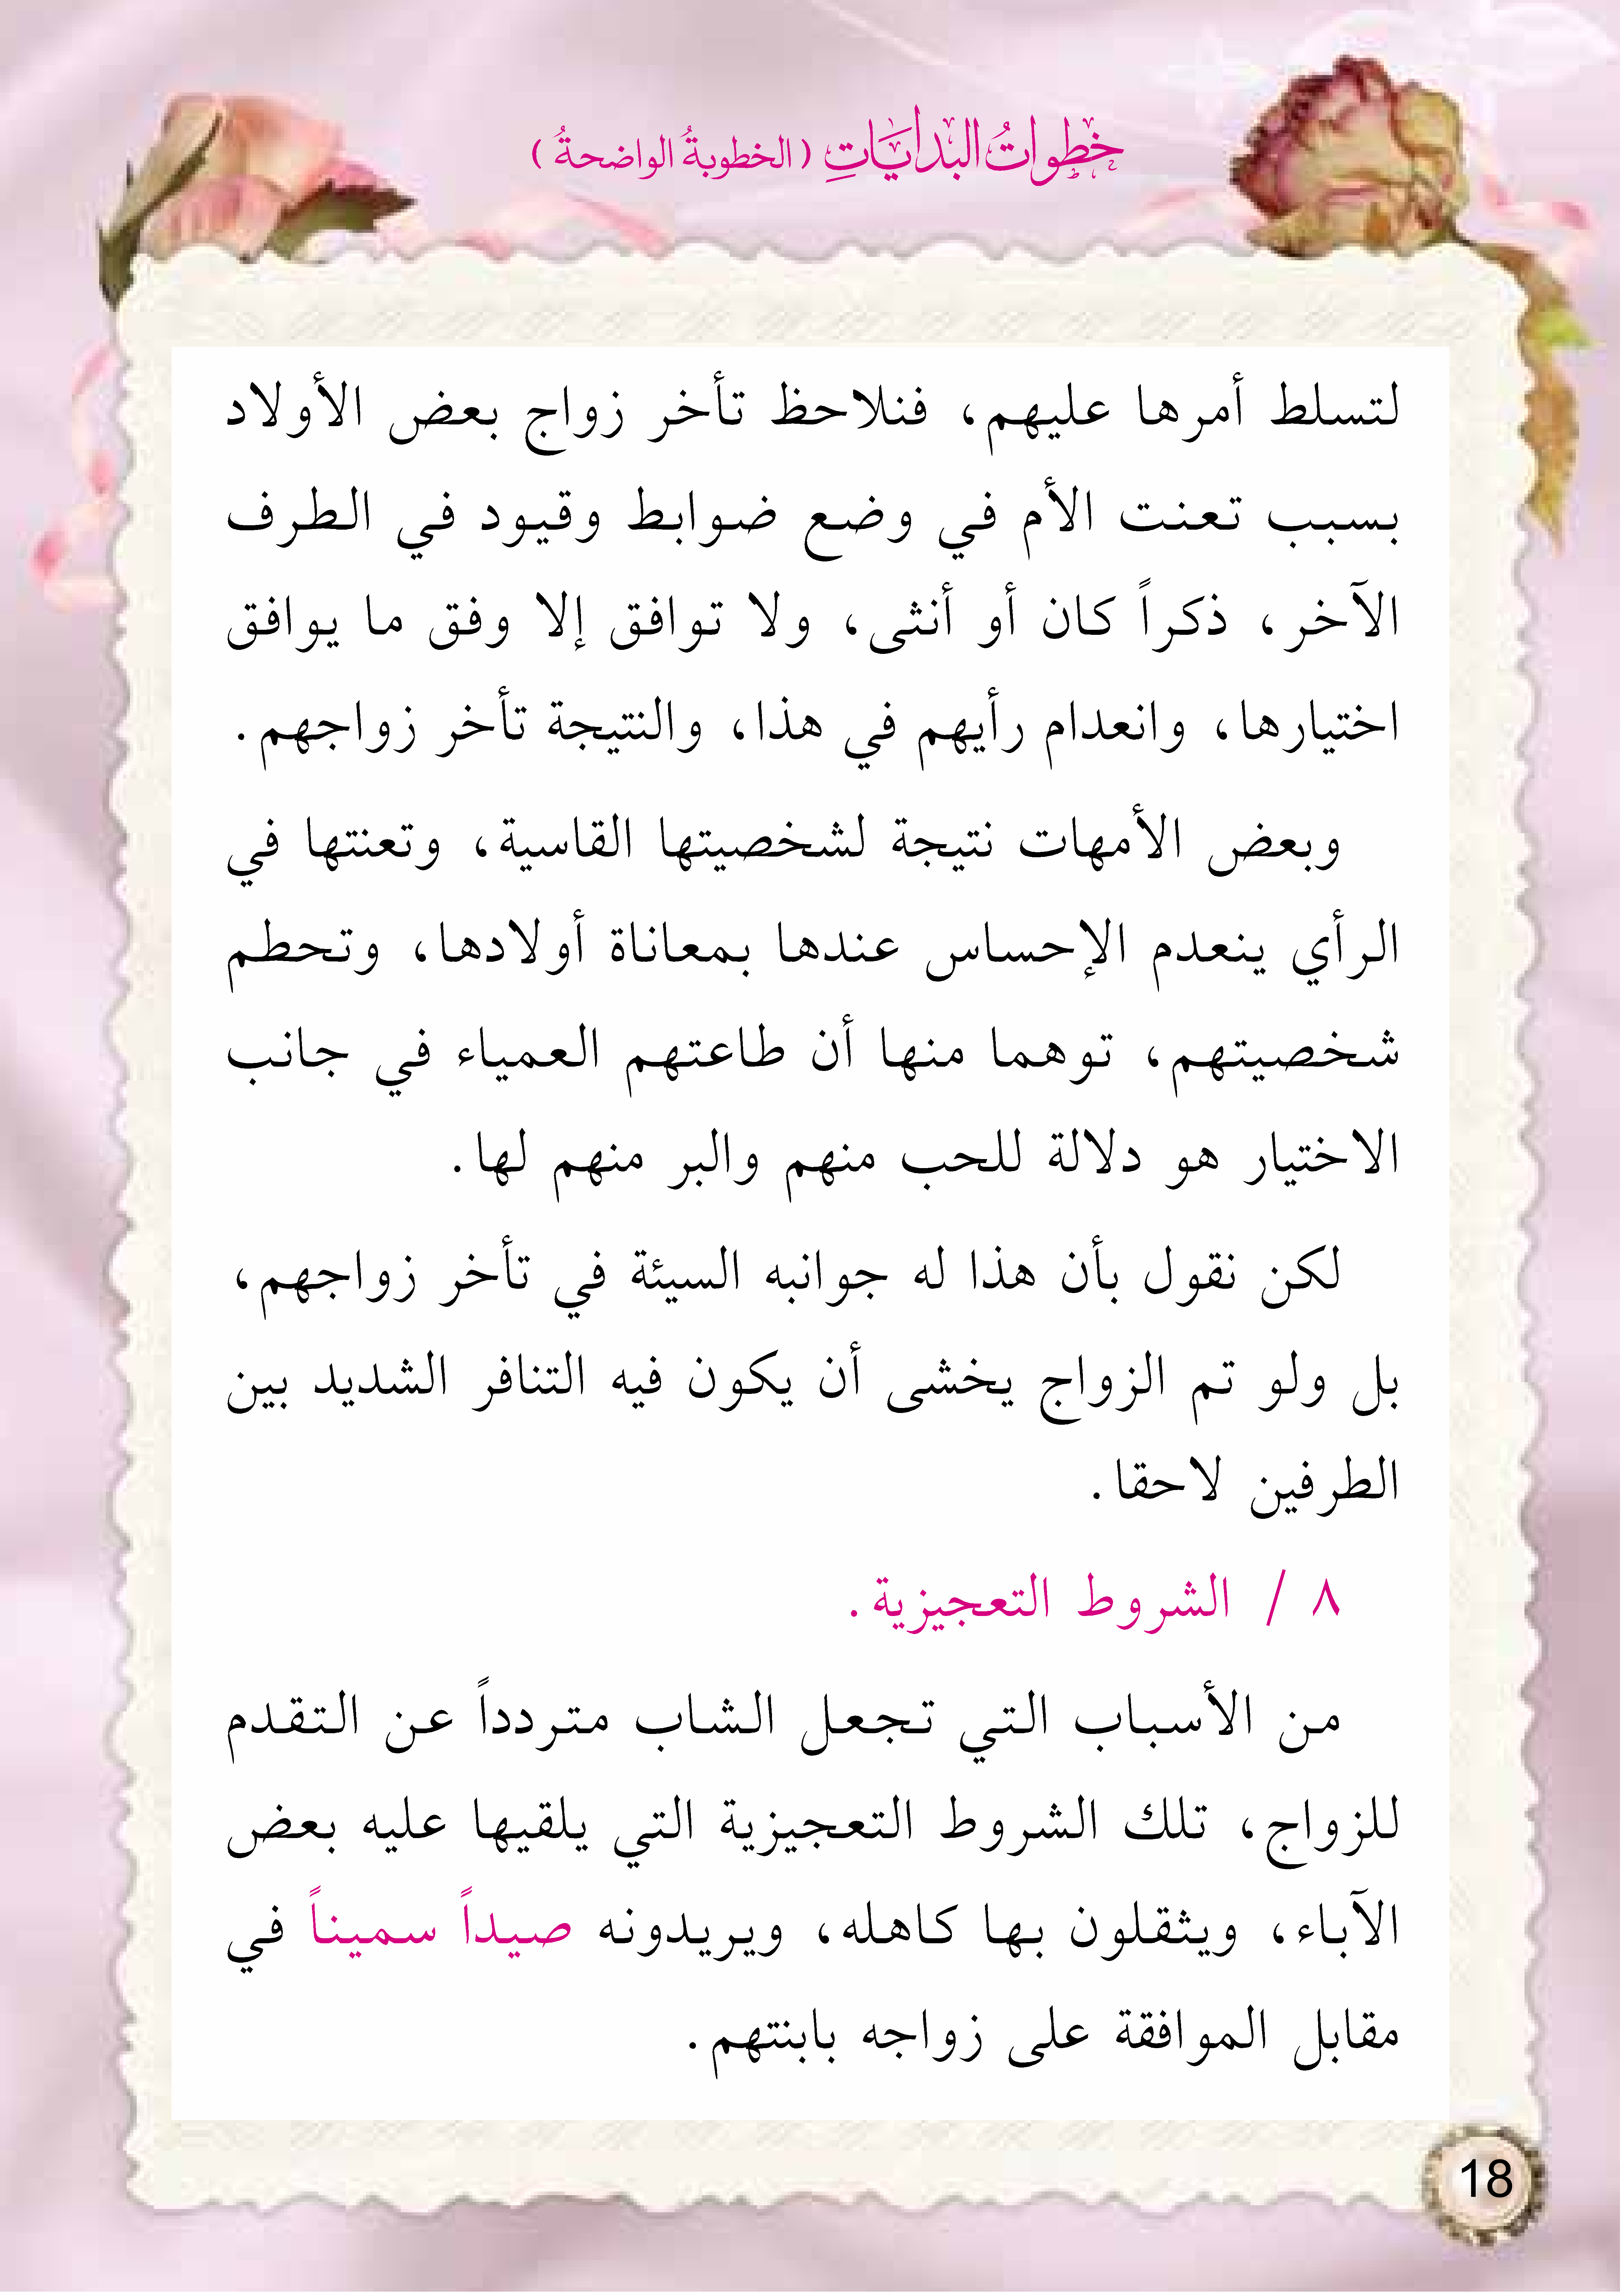 خطوات البدايات (الخطوبةُ الواضحةُ)
لتسلط أمرها عليهم، فنلاحظ تأخر زواج بعض الأولاد
بسبب تعنت الأم في وضع ضوابط وقيود في الطرف
الآخر، ذكراً كان أو أنثى، ولا توافق إلا وفق ما يوافق
اختيارها، وانعدام رأيهم في هذا، والنتيجة تأخر زواجهم.
وبعض الأمهات نتيجة لشخصيتها القاسية، وتعنتها في
الرأي ينعدم الإحساس عندها بمعاناة أولادها، وتحطم
شخصيتهم، توهما منها أن طاعتهم العمياء في جانب
الاختيار هو دلالة للحب منهم والبر منهم لها.
لكن نقول بأن هذا له جوانبه السيئة في تأخر زواجهم،
بل ولو تم الزواج يخشى أن يكون فيه التنافر الشديد بين
الطرفين لاحقا.
٨ / الشروط التعجيزية.
من الأسباب التي تجعل الشاب متردداً عن التقدم
للزواج، تلك الشروط التعجيزية التي يلقيها عليه بعض
الآباء، ويثقلون بها كاهله، ويريدونه صيداً سميناً في
مقابل الموافقة على زواجه بابنتهم.
18